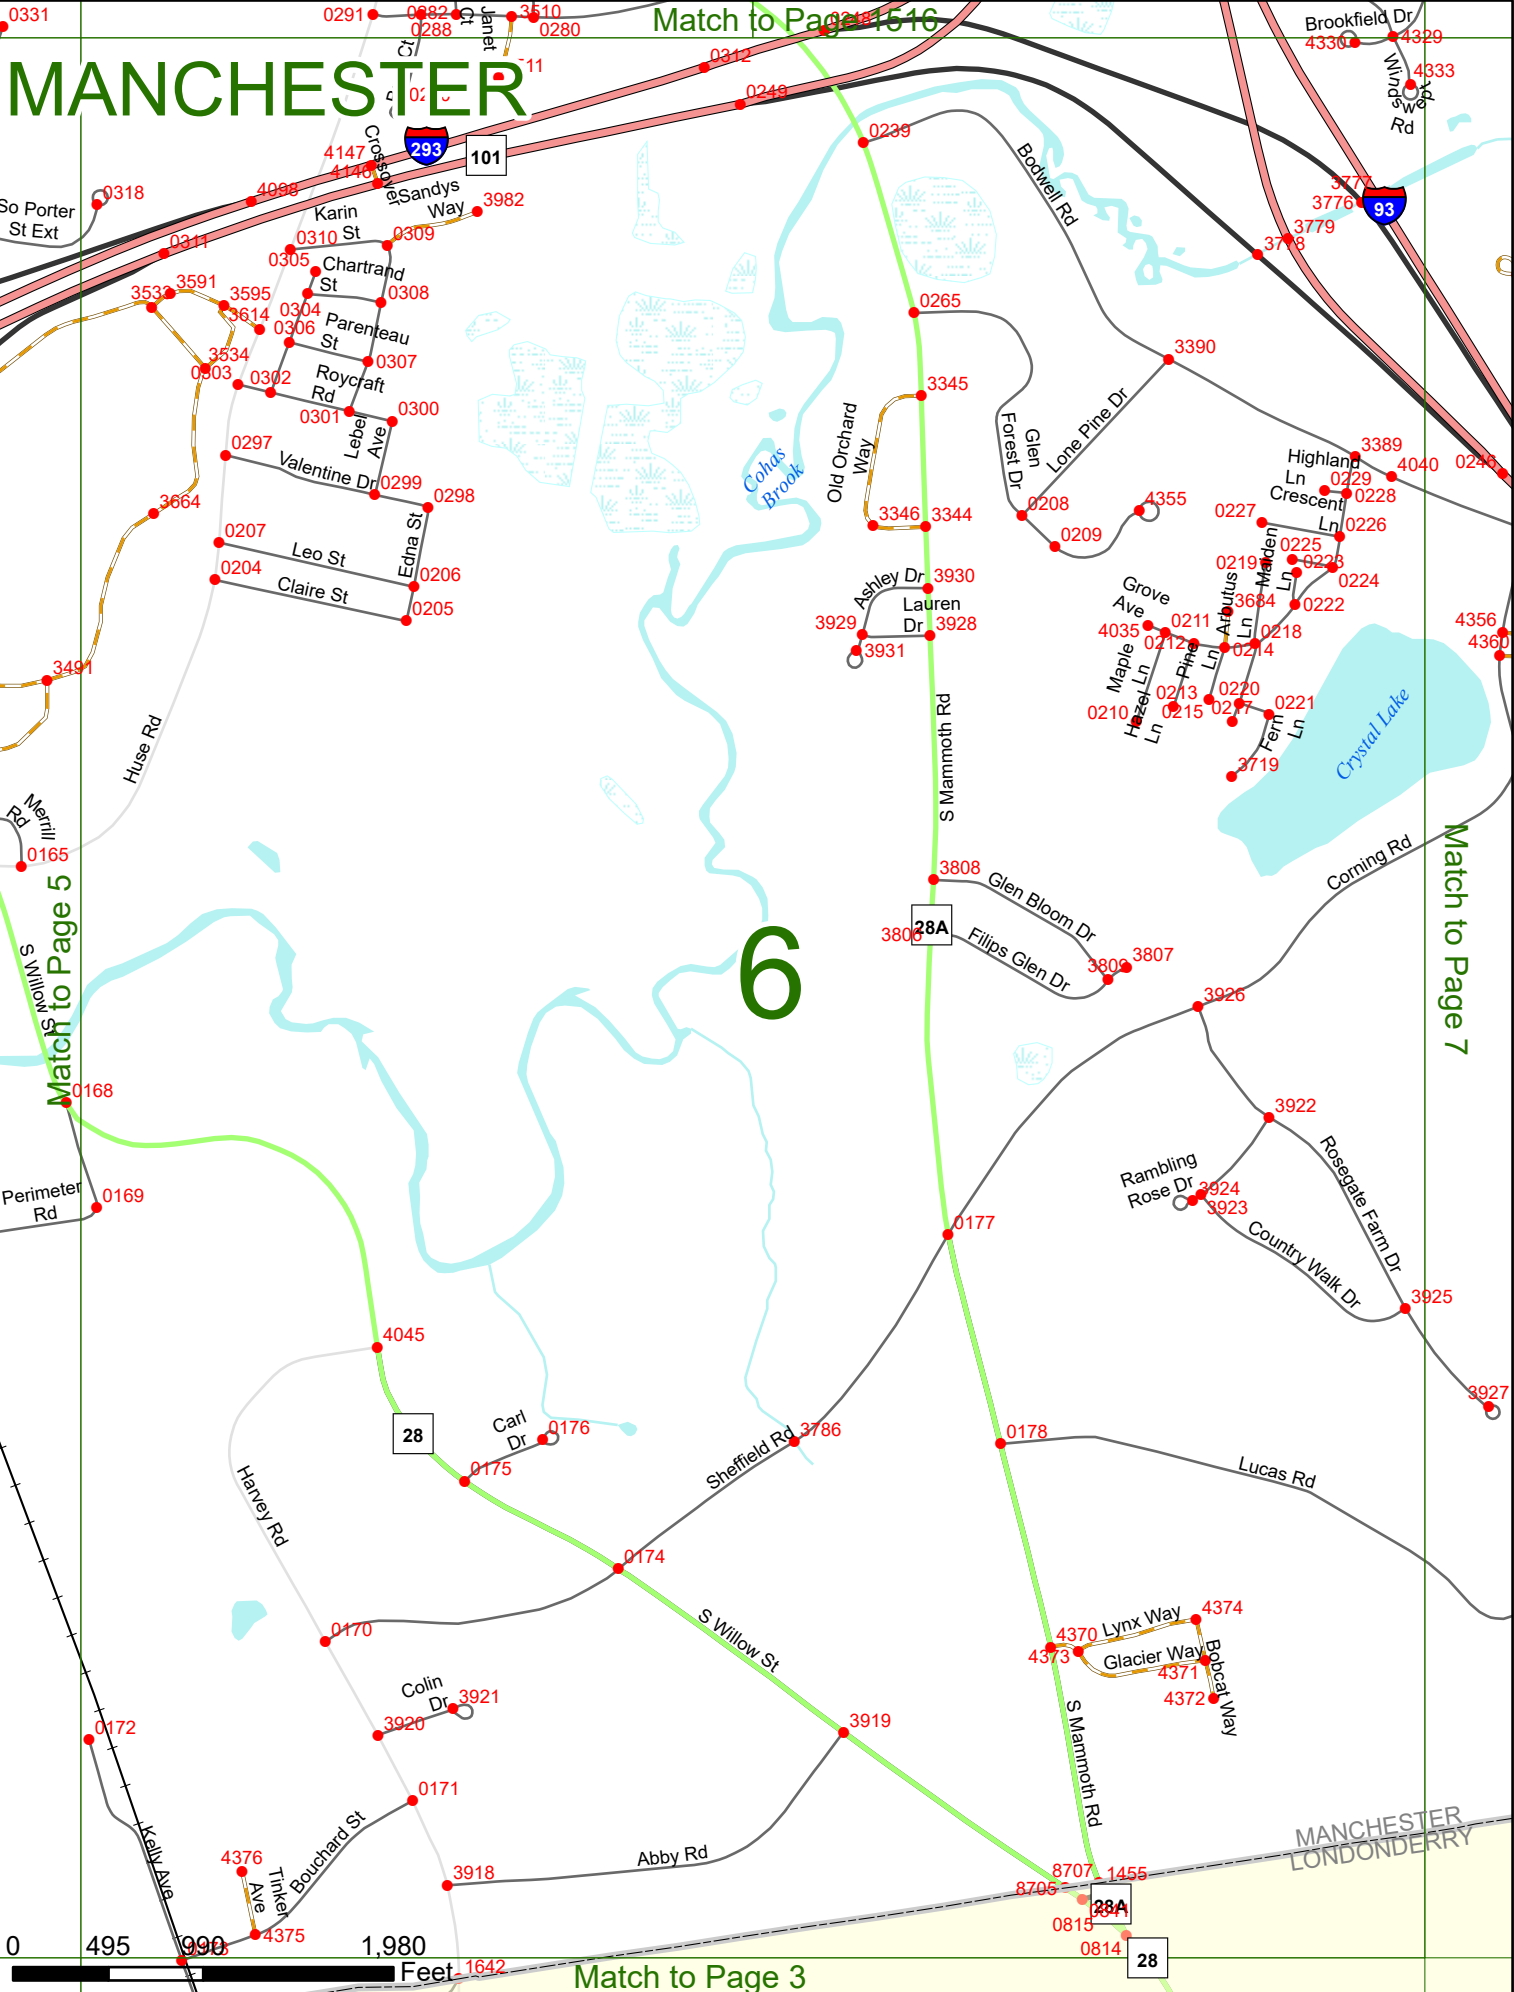 0331
0291
0282
0288
Ct
Janet
3510
0280
Match to Page 1516
0248
Brookfield Dr
4330
4329
0312
4333
Windswept
Rd
MANCHESTER
Ct
0249
293
101
0239
4147
4146
Crossover
Bodwell Rd
0318
4098
Sandys
Way
3982
3777
3776
93
So Porter
St Ext
Karin
St
0310
0309
0311
3779
3778
0305
Chartrand
St
3591
3533
3595
0304
0308
3614
0306
Parenteau
St
0265
3534
0303
0302
0307
Roycraft
Rd
3390
0301
0300
3345
Lebel
Ave
Old Orchard
Way
Glen
Forest Dr
Lone Pine Dr
0297
Valentine Dr
0299
0298
Cohas
Brook
3389
Highland
Ln
4040
0246
0229
0228
Crescent
Ln
3664
0208
4355
3346
3344
0227
0226
0207
Leo St
Edna St
0209
0225
0219
0223
0224
Maiden
Ln
0204
Claire St
0206
0205
Ashley Dr
3930
Lauren
Dr
3929
3928
3931
Grove
Ave
Arbutus
Ln
3684
Ln
0222
4356
4360
4035
0211
0212
0218
0214
Maple
Ln
Pine
Ln
3491
0210
Hazel
Ln
0213
0215
0220
0217
0221
Fern
Ln
3719
Crystal Lake
Huse Rd
S Mammoth Rd
Merrill
Rd
0165
Match to Page 5
Match to Page 7
Corning Rd
3808
Glen Bloom Dr
28A
3806
Filips Glen Dr
3809
3807
6
S Willow St
3926
0168
3922
Rosegate Farm Dr
Perimeter
Rd
0169
Rambling
Rose Dr
3924
3923
Country Walk Dr
0177
3925
4045
3927
28
Carl
Dr
0176
3786
0178
Sheffield Rd
0175
Lucas Rd
Harvey Rd
0174
S Willow St
0170
4370
4373
Lynx Way
4374
Glacier Way
4371
4372
Bobcat Way
Colin
Dr
3921
3920
3919
S Mammoth Rd
0172
0171
Kelly Ave
Bouchard St
4376
Tinker
Ave
Abby Rd
3918
MANCHESTER
LONDONDERRY
8707
1455
8705
28A
0815
0814
28
4375
0
495
990
1,980
Feet
1642
Match to Page 3